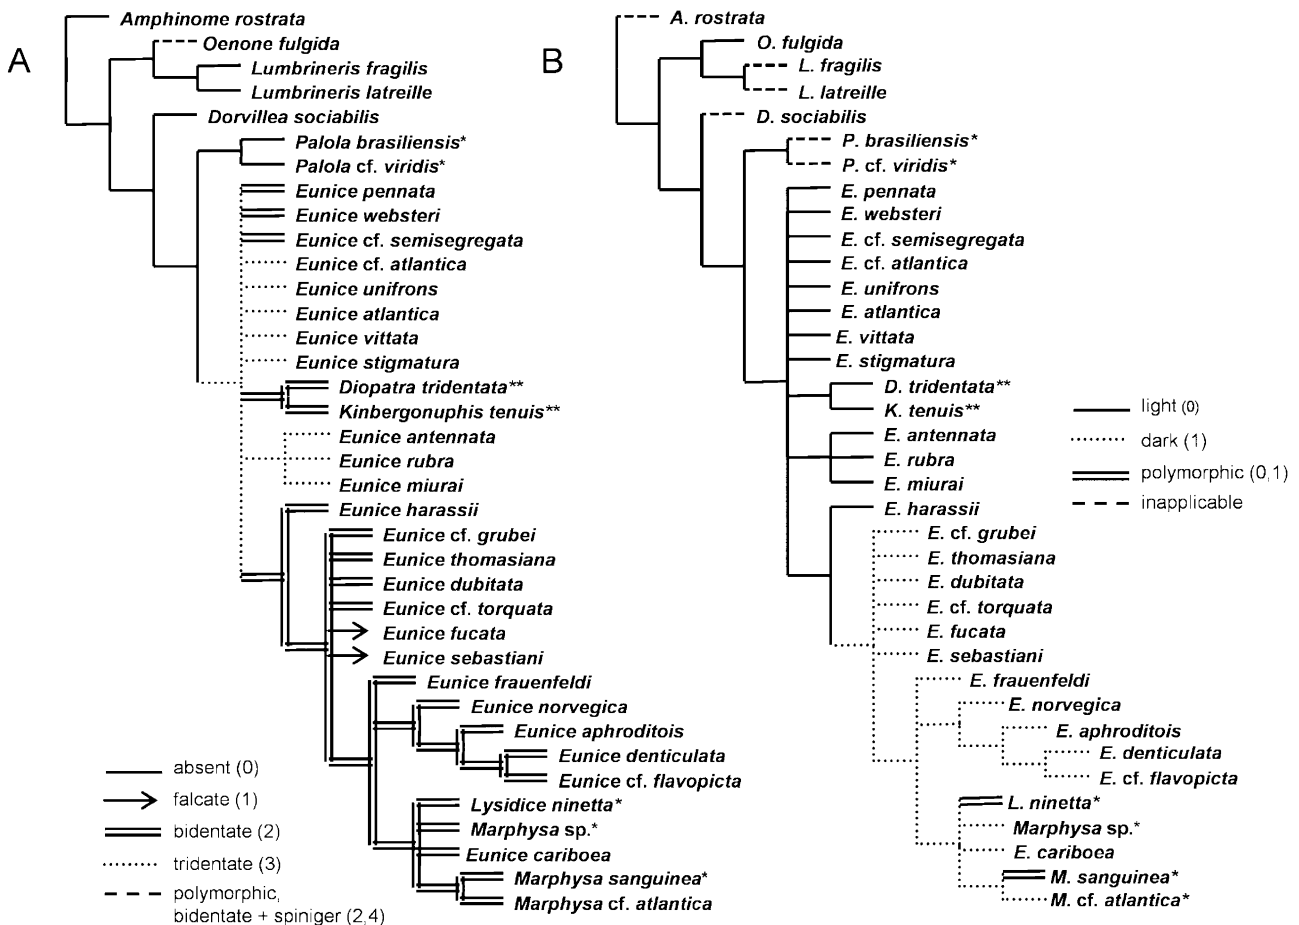 A
Amphinome rostrata
Oenone fulgida
Lumbrineris fragilis
Lumbrineris latreille
Dorvillea sociabilis
Palola brasiliensis*
Palola cf. viridis*
Eunice pennata
Eunice websteri
Eunice cf. semisegregata
Eunice cf. atlantica
Eunice unifrons
Eunice atlantica
Eunice vittata
Eunice stigmatura
Diopatra tridentata**
Kinbergonuphis tenuis**
Eunice antennata
Eunice rubra
Eunice miurai
Eunice harassii
Eunice cf. grubei
Eunice thomasiana
Eunice dubitata
Eunice cf. torquata
Eunice fucata
Eunice sebastiani
Eunice frauenfeldi
Eunice norvegica
Eunice aphroditois
Eunice denticulata
Eunice cf. flavopicta
Lysidice ninetta*
Marphysa sp.*
Eunice cariboea
Marphysa sanguinea*
Marphysa cf. atlantica
absent (0)
falcate (1)
bidentate (2)
tridentate (3)
polymorphic,
bidentate + spiniger (2,4)
B
A. rostrata
O. fulgida
L. fragilis
L. latreille
D. sociabilis
P. brasiliensis*
P. cf. viridis*
E. pennata
E. websteri
E. cf. semisegregata
E. cf. atlantica
E. unifrons
E. atlantica
E. vittata
E. stigmatura
D. tridentata**
K. tenuis**
E. antennata
E. rubra
E. miurai
E. harassii
E. cf. grubei
E. thomasiana
E. dubitata
E. cf. torquata
E. fucata
E. sebastiani
E. frauenfeldi
E. norvegica
E. aphroditois
E. denticulata
E. cf. flavopicta
L. ninetta*
Marphysa sp.*
E. cariboea
M. sanguinea*
M. cf. atlantica*
light (0)
dark (1)
polymorphic (0,1)
inapplicable